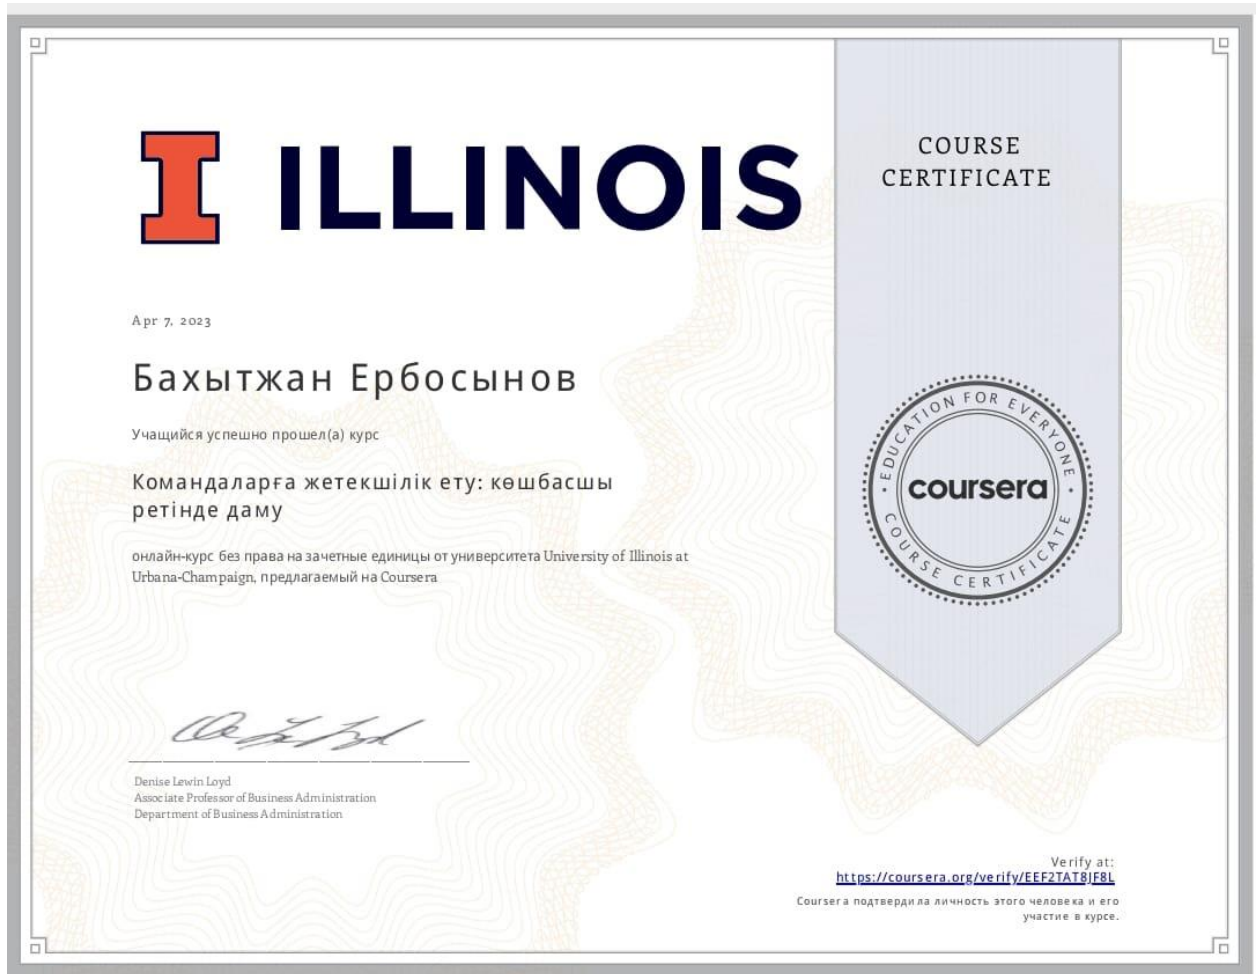 ILLINOIS
COURSE
CERTIFICATE
Apr 7, 2023
Бахытжан Ербосынов
Учащийся успешно прошел(а) курс
Командаларға жетекшілік ету: көшбасшы
ретінде даму
онлайн-курс без права на зачетные единицы от университета University of Illinois at
Urbana-Champaign, предлагаемый на Coursera
EDUCATION FOR EVERYONE
coursera
COURSE CERTIFICATE
Denise Lewin Loyd
Associate Professor of Business Administration
Department of Business Administration
Verify at:
https://coursera.org/verify/EEF2TAT8JF8L
Coursera подтвердила личность этого человека и его
участие в курсе.